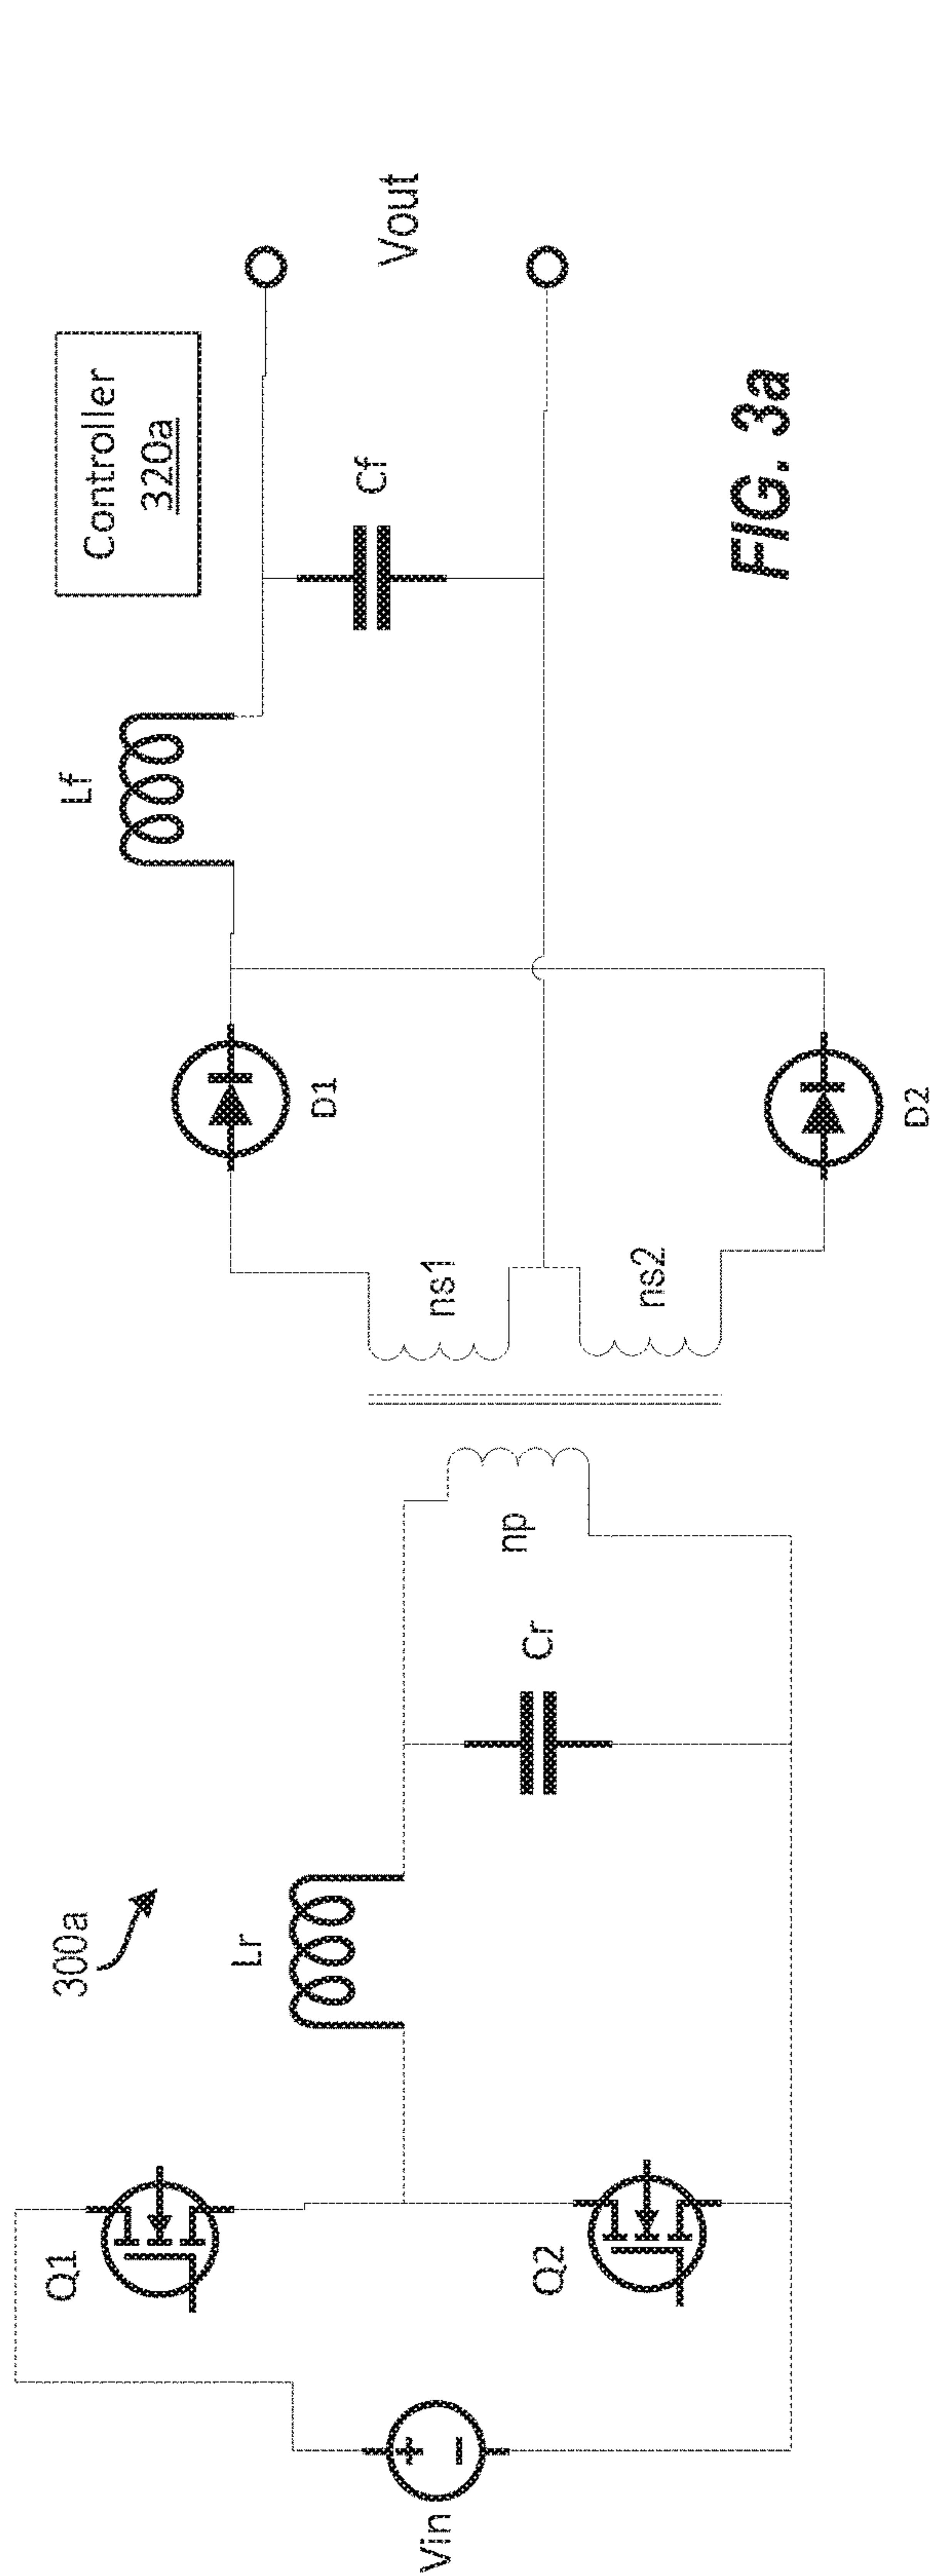 300a
Controller
320a
Vin
+
–
Q1
Q2
Lr
Cr
np
ns1
ns2
D1
D2
Lf
Cf
Vout
FIG. 3a